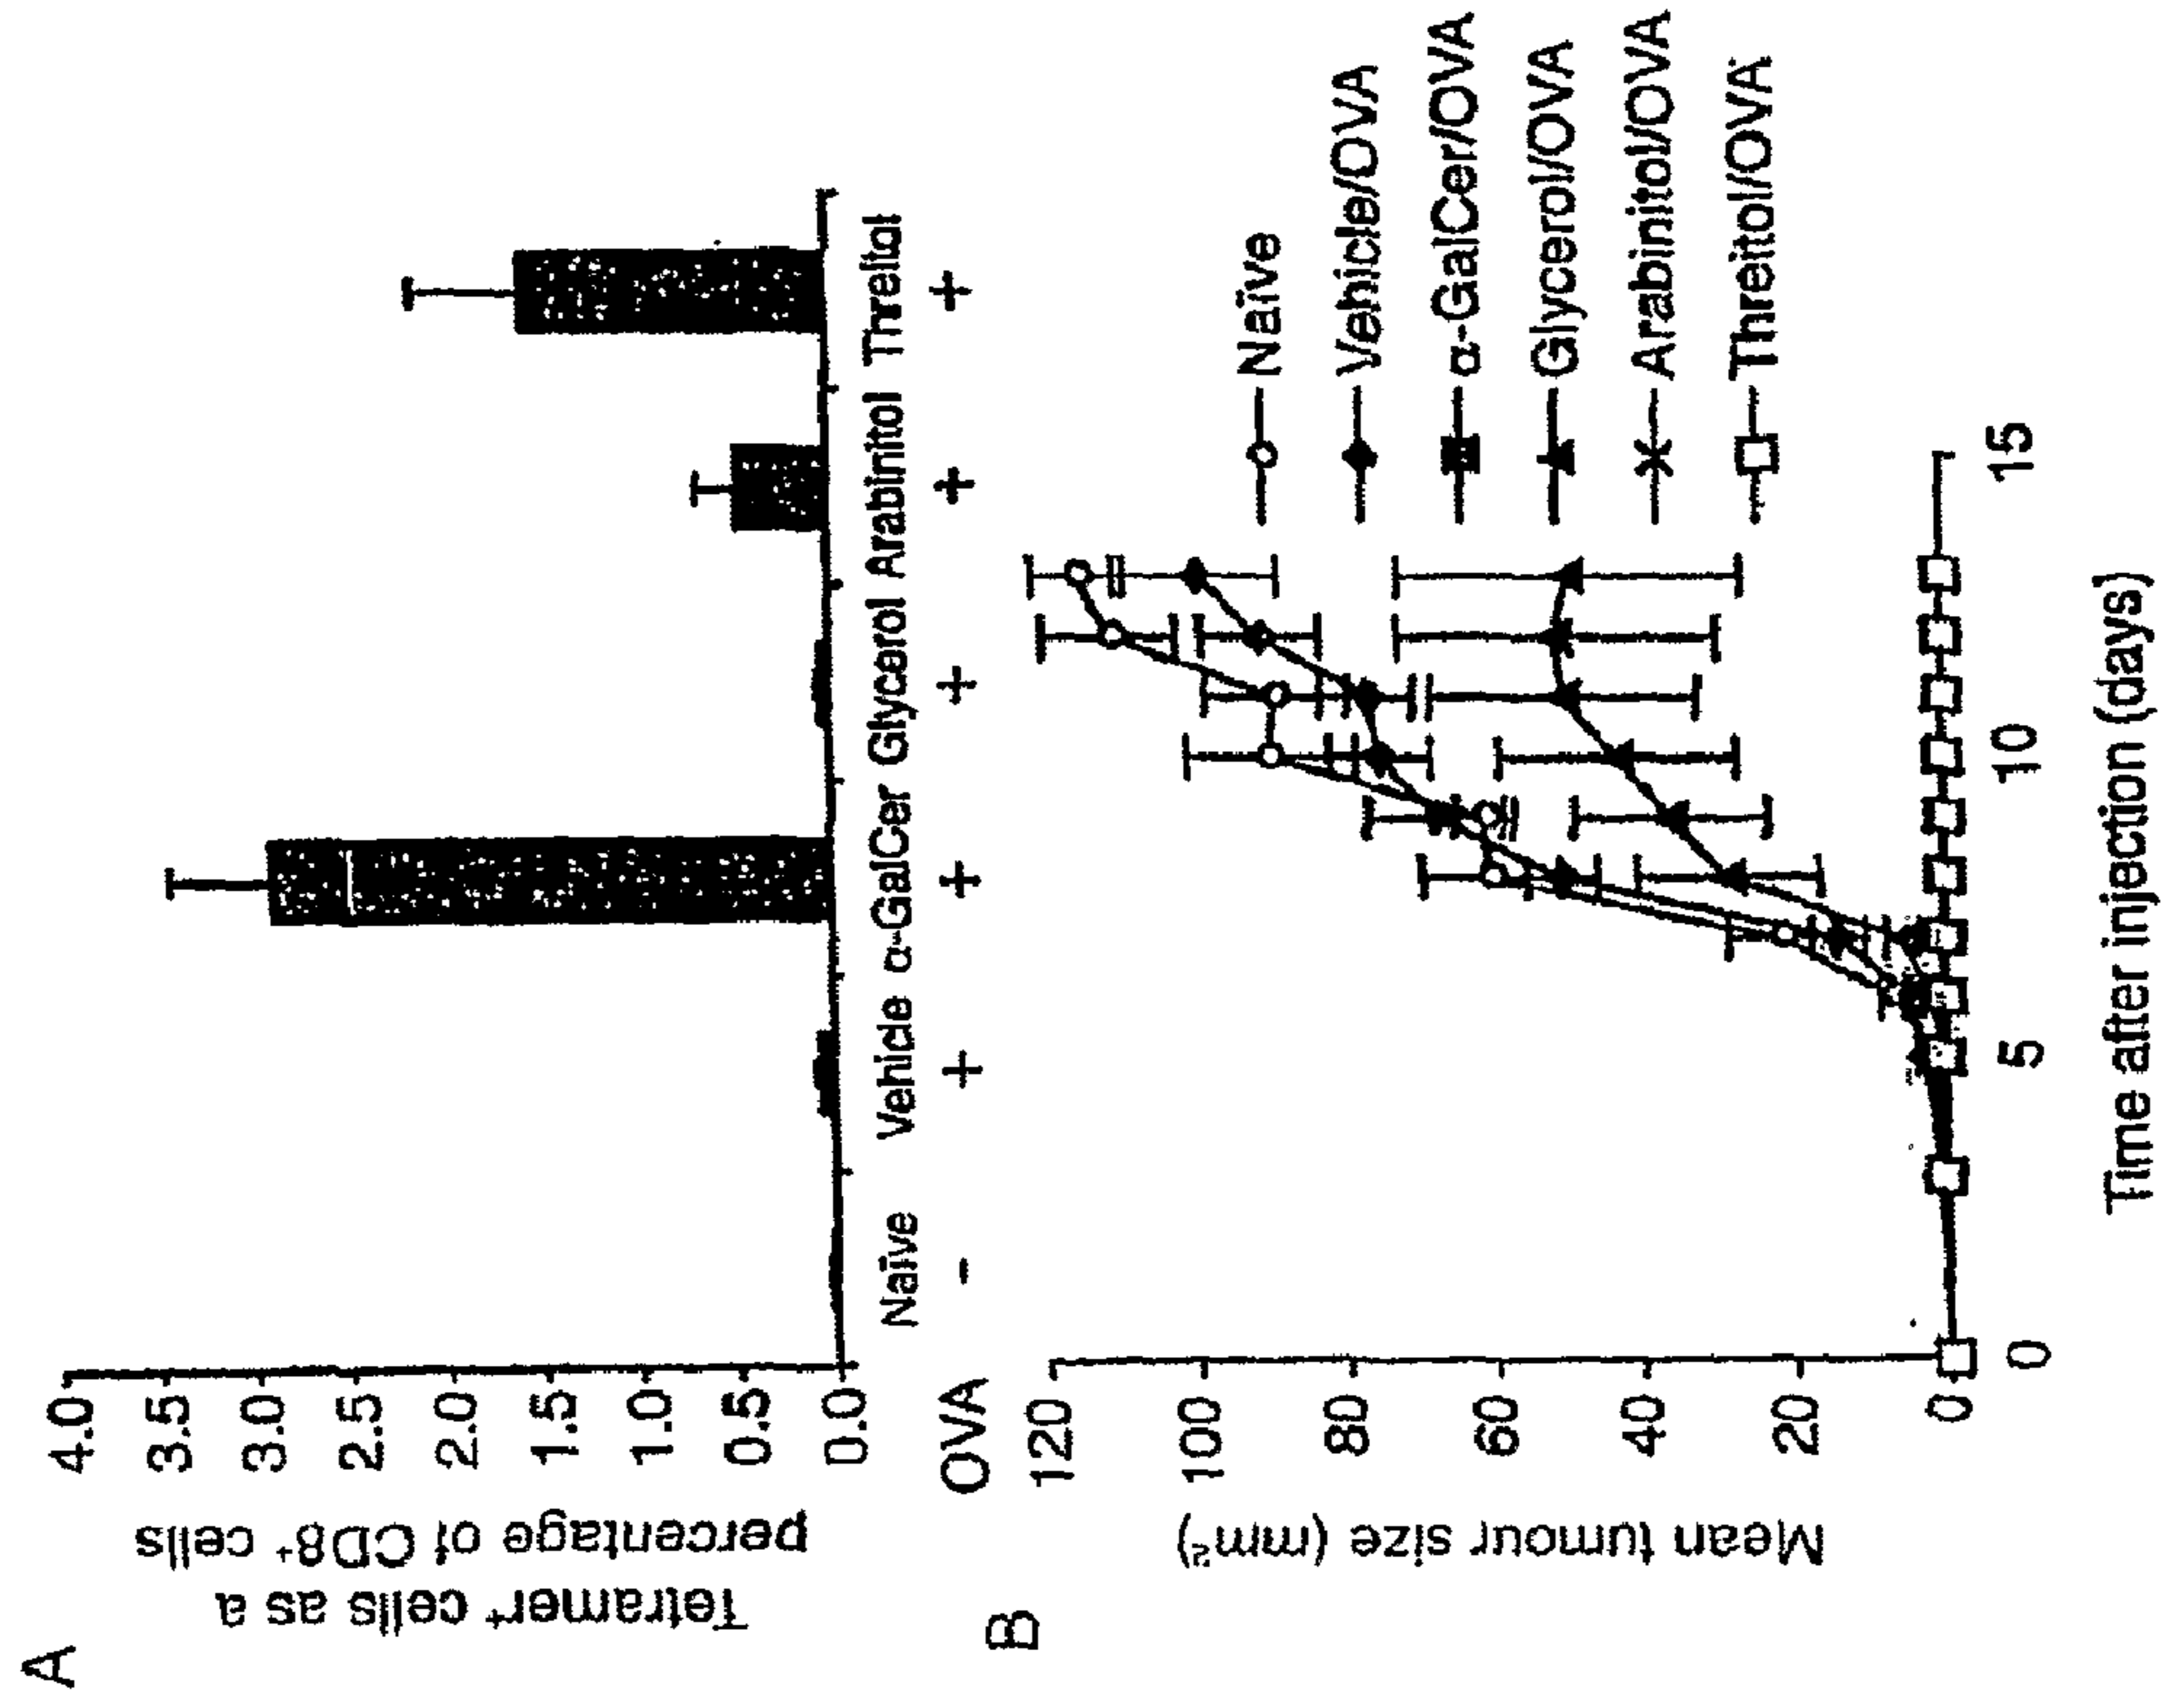 A
Tetramer⁺ cells as a
percentage of CD8⁺ cells
4.0
3.5
3.0
2.5
2.0
1.5
1.0
0.5
0.0
Naïve Vehicle α-GalCer Glycerol Arabinitol Threitol
OVA - + + + + +
B
Mean tumour size (mm²)
120
100
80
60
40
20
0
0 5 10 15
Time after injection (days)
Naïve
Vehicle/OVA
α-GalCer/OVA
Glycerol/OVA
Arabinitol/OVA
Threitol/OVA